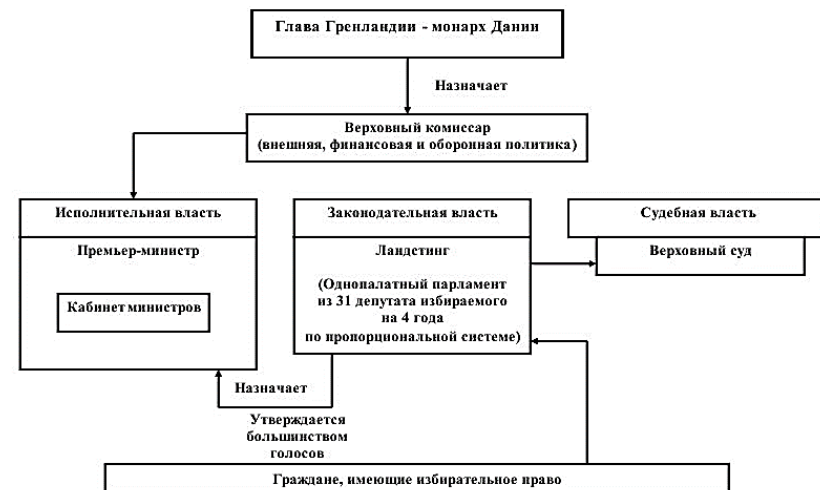 Глава Гренландии - монарх Дании
Назначает
Верховный комиссар
(внешняя, финансовая и оборонная политика)
Исполнительная власть
Премьер-министр
Кабинет министров
Законодательная власть
Ландстинг
(Однопалатный парламент
из 31 депутата избираемого
на 4 года
по пропорциональной системе)
Судебная власть
Верховный суд
Назначает
Утверждается
большинством
голосов
Граждане, имеющие избирательное право